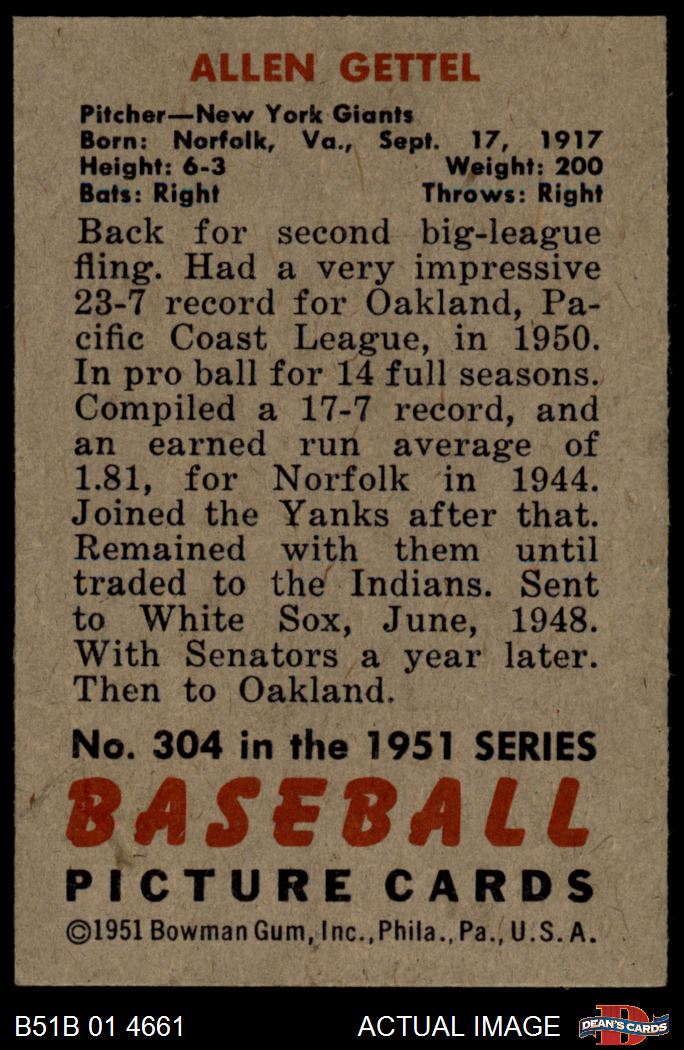 ALLEN GETTEL
Pitcher—New York Giants
Born: Norfolk, Va., Sept. 17, 1917
Height: 6-3 Weight: 200
Bats: Right Throws: Right
Back for second big-league
fling. Had a very impressive
23-7 record for Oakland, Pa-
cific Coast League, in 1950.
In pro ball for 14 full seasons.
Compiled a 17-7 record, and
an earned run average of
1.81, for Norfolk in 1944.
Joined the Yanks after that.
Remained with them until
traded to the Indians. Sent
to White Sox, June, 1948.
With Senators a year later.
Then to Oakland.
No. 304 in the 1951 SERIES
BASEBALL
PICTURE CARDS
©1951 Bowman Gum, Inc., Phila., Pa., U.S.A.
B51B 01 4661 ACTUAL IMAGE DEAN'S CARDS